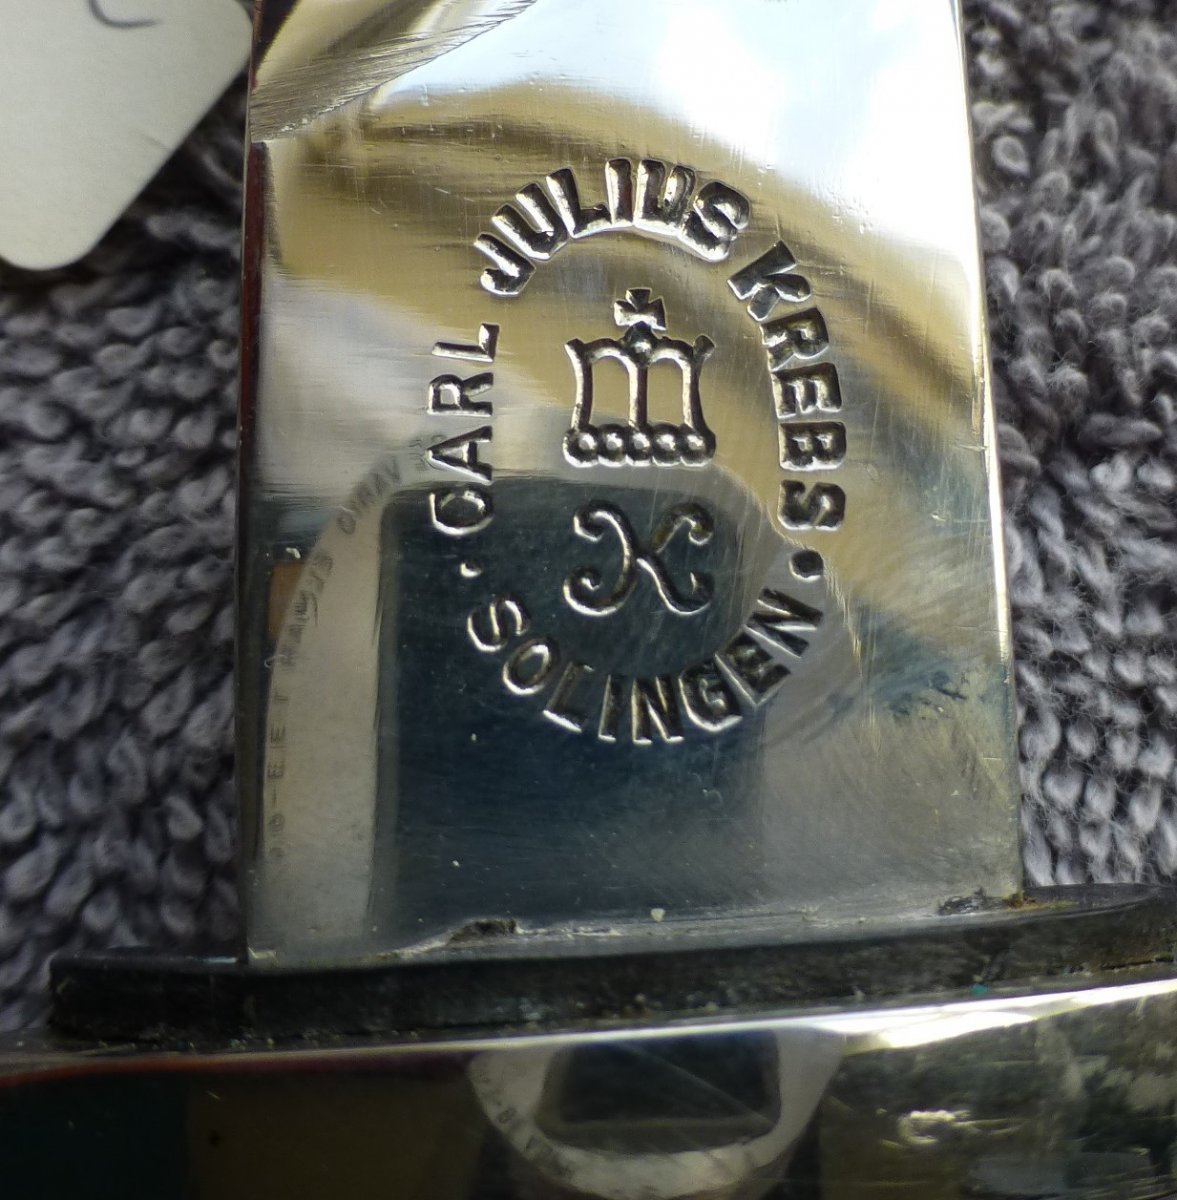 · CARL JULIUS KREBS ·
K
SOLINGEN